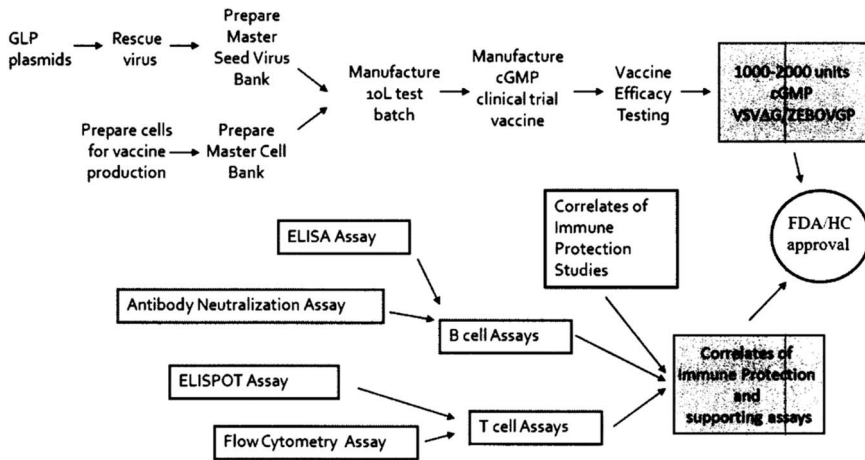 GLP
plasmids
Rescue
virus
Prepare
Master
Seed Virus
Bank
Prepare cells
for vaccine
production
Prepare
Master Cell
Bank
Manufacture
10L test
batch
Manufacture
cGMP
clinical trial
vaccine
Vaccine
Efficacy
Testing
1000-2000 units
cGMP
VSVΔG/ZEBOVGP
FDA/HC
approval
Correlates of
Immune
Protection
Studies
ELISA Assay
Antibody Neutralization Assay
B cell Assays
ELISPOT Assay
Flow Cytometry Assay
T cell Assays
Correlates of
Immune Protection
and
supporting assays